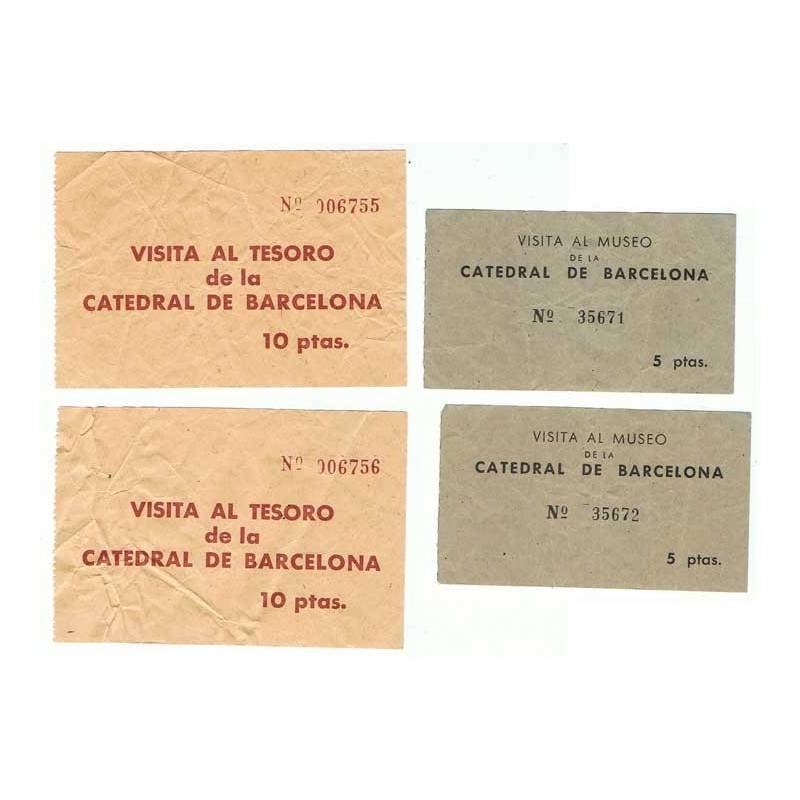 Nº 006755
VISITA AL TESORO
de la
CATEDRAL DE BARCELONA
10 ptas.
Nº 006756
VISITA AL TESORO
de la
CATEDRAL DE BARCELONA
10 ptas.
VISITA AL MUSEO
DE LA
CATEDRAL DE BARCELONA
Nº 35671
5 ptas.
VISITA AL MUSEO
DE LA
CATEDRAL DE BARCELONA
Nº 35672
5 ptas.